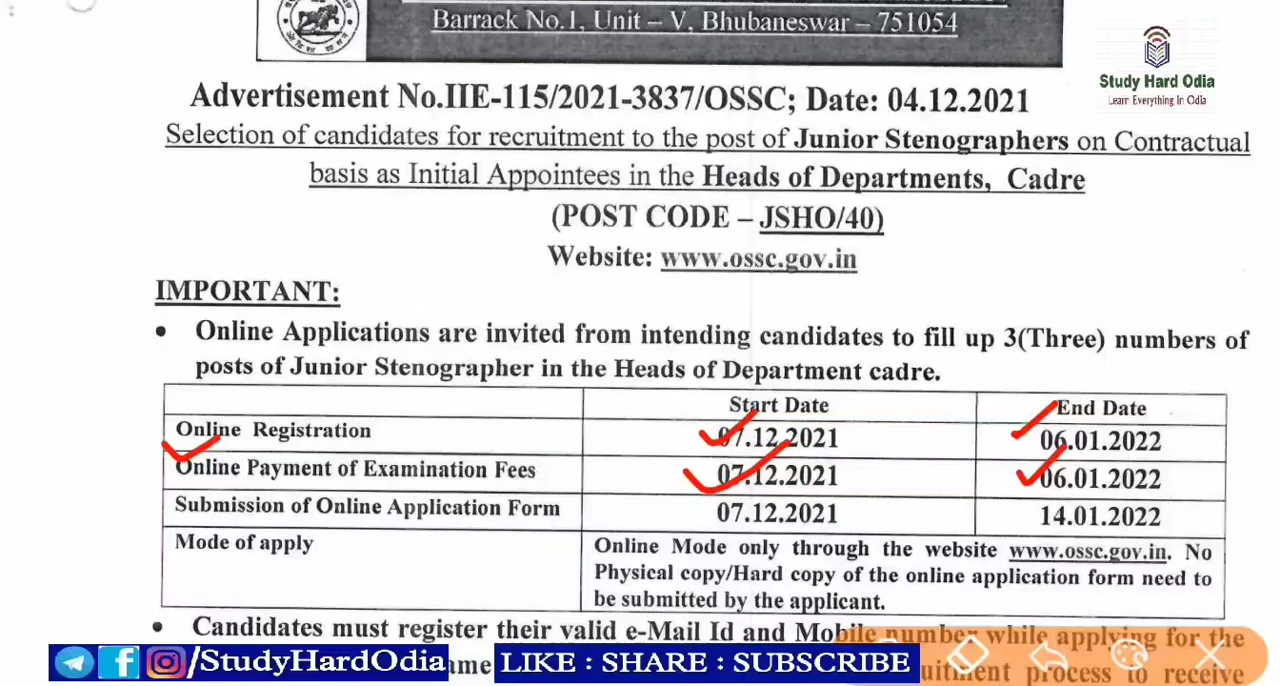 Barrack No.1, Unit – V, Bhubaneswar – 751054
Study Hard Odia
Learn Everything In Odia
Advertisement No.IIE-115/2021-3837/OSSC; Date: 04.12.2021
Selection of candidates for recruitment to the post of Junior Stenographers on Contractual
basis as Initial Appointees in the Heads of Departments, Cadre
(POST CODE – JSHO/40)
Website: www.ossc.gov.in
IMPORTANT:
• Online Applications are invited from intending candidates to fill up 3(Three) numbers of
posts of Junior Stenographer in the Heads of Department cadre.
Start Date End Date
Online Registration 07.12.2021 06.01.2022
Online Payment of Examination Fees 07.12.2021 06.01.2022
Submission of Online Application Form 07.12.2021 14.01.2022
Mode of apply Online Mode only through the website www.ossc.gov.in. No
Physical copy/Hard copy of the online application form need to
be submitted by the applicant.
• Candidates must register their valid e-Mail Id and Mobile number while applying for the
/StudyHardOdia LIKE : SHARE : SUBSCRIBE process to receive